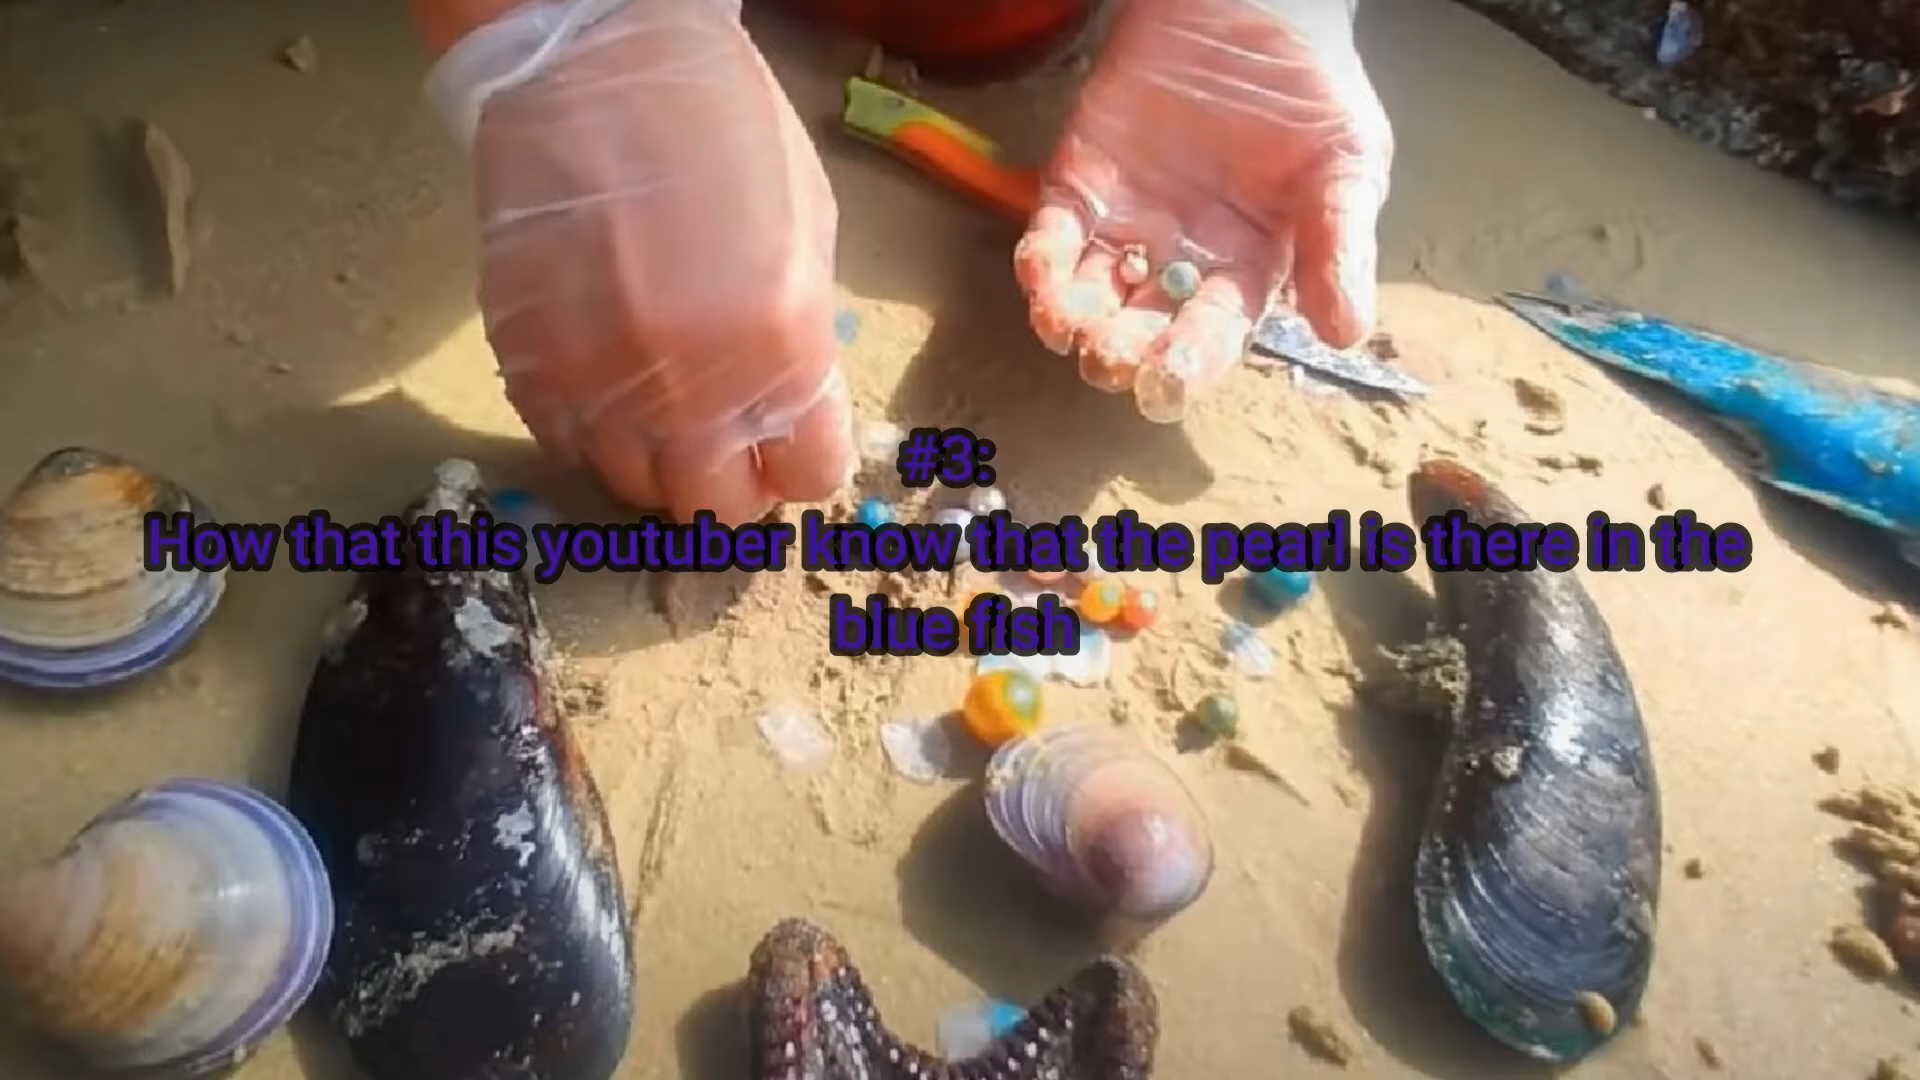 #3:
How that this youtuber know that the pearl is there in the
blue fish